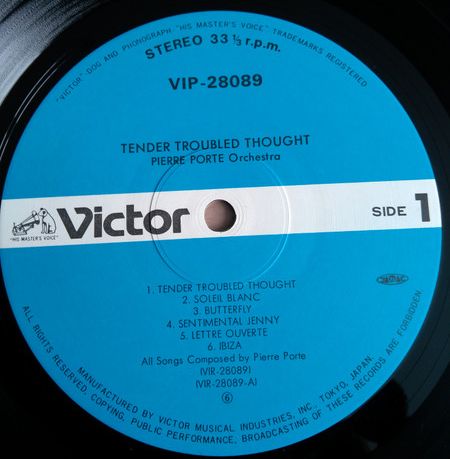 "VICTOR" DOG AND PHONOGRAPH "HIS MASTER'S VOICE" TRADEMARKS REGISTERED
STEREO 33 1/3 r.p.m.
VIP-28089
TENDER TROUBLED THOUGHT
PIERRE PORTE Orchestra
"HIS MASTER'S VOICE"
Victor
SIDE 1
1. TENDER TROUBLED THOUGHT
2. SOLEIL BLANC
3. BUTTERFLY
4. SENTIMENTAL JENNY
5. LETTRE OUVERTE
6. IBIZA
All Songs Composed by Pierre Porte
(VIR-28089)
(VIR-28089-A)
6
ALL RIGHTS RESERVED. COPYING, PUBLIC PERFORMANCE, BROADCASTING OF THESE RECORDS ARE FORBIDDEN.
MANUFACTURED BY VICTOR MUSICAL INDUSTRIES, INC. TOKYO, JAPAN.